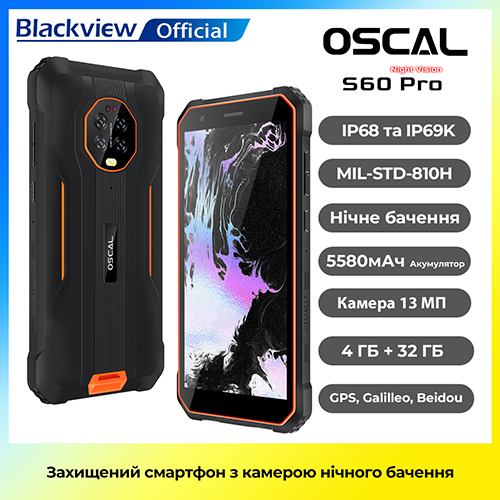 Blackview Official
OSCAL
Night Vision
S60 Pro
IP68 та IP69K
MIL-STD-810H
Нічне бачення
5580мАч Акумулятор
Камера 13 МП
4 ГБ + 32 ГБ
GPS, Galilleo, Beidou
OSCAL
Захищений смартфон з камерою нічного бачення